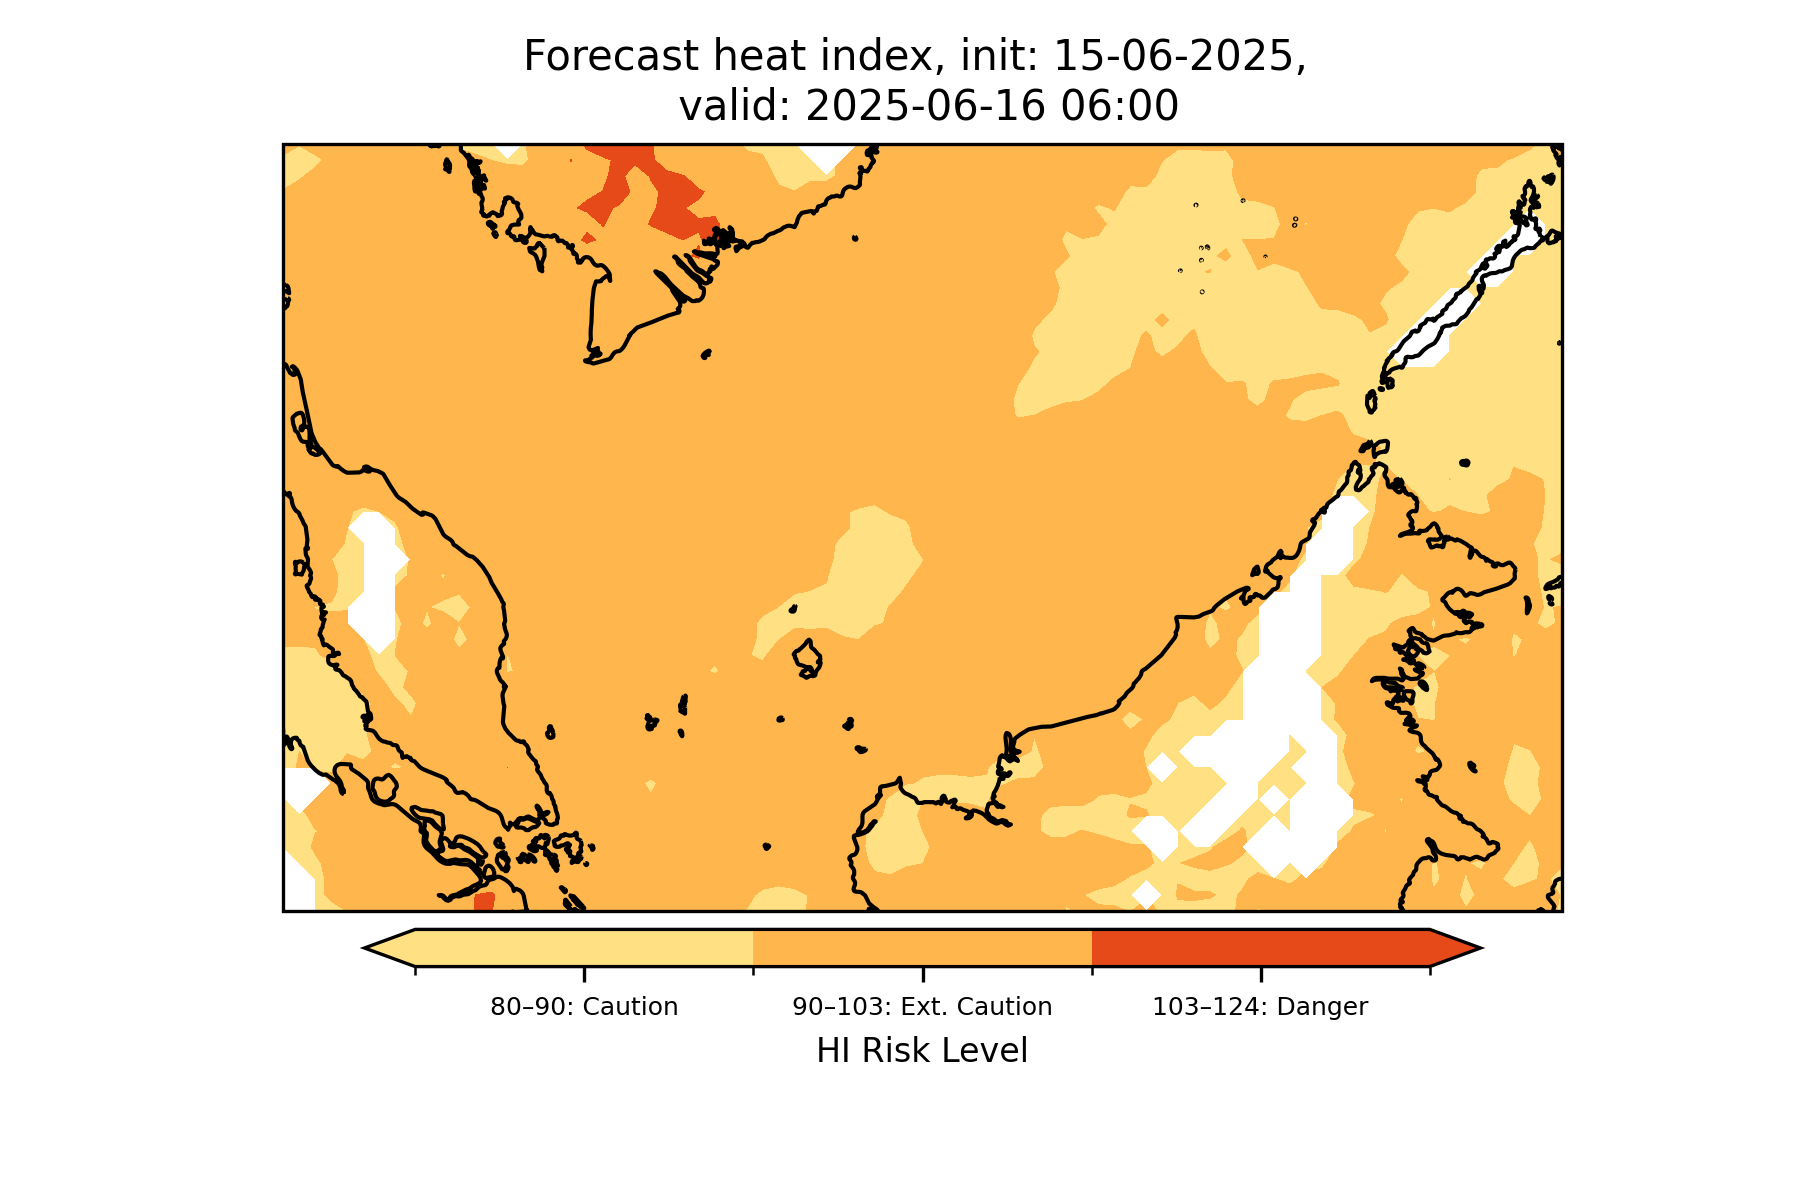 Forecast heat index, init: 15-06-2025,
valid: 2025-06-16 06:00
80–90: Caution
90–103: Ext. Caution
103–124: Danger
HI Risk Level